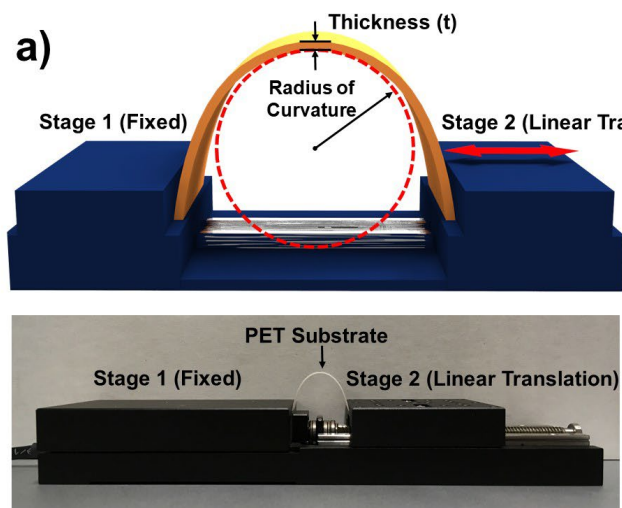 a)
Thickness (t)
Radius of
Curvature
Stage 1 (Fixed)
Stage 2 (Linear Tra
PET Substrate
Stage 1 (Fixed)
Stage 2 (Linear Translation)